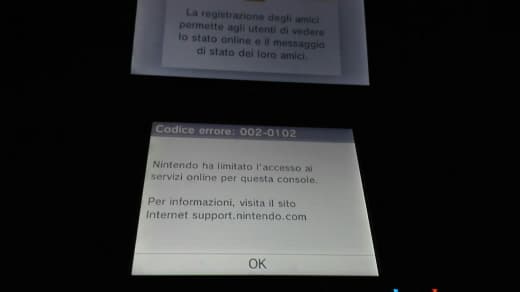 La registrazione degli amici
permette agli utenti di vedere
lo stato online e il messaggio
di stato dei loro amici.
Codice errore: 002-0102
Nintendo ha limitato l'accesso ai
servizi online per questa console.
Per informazioni, visita il sito
Internet support.nintendo.com
OK